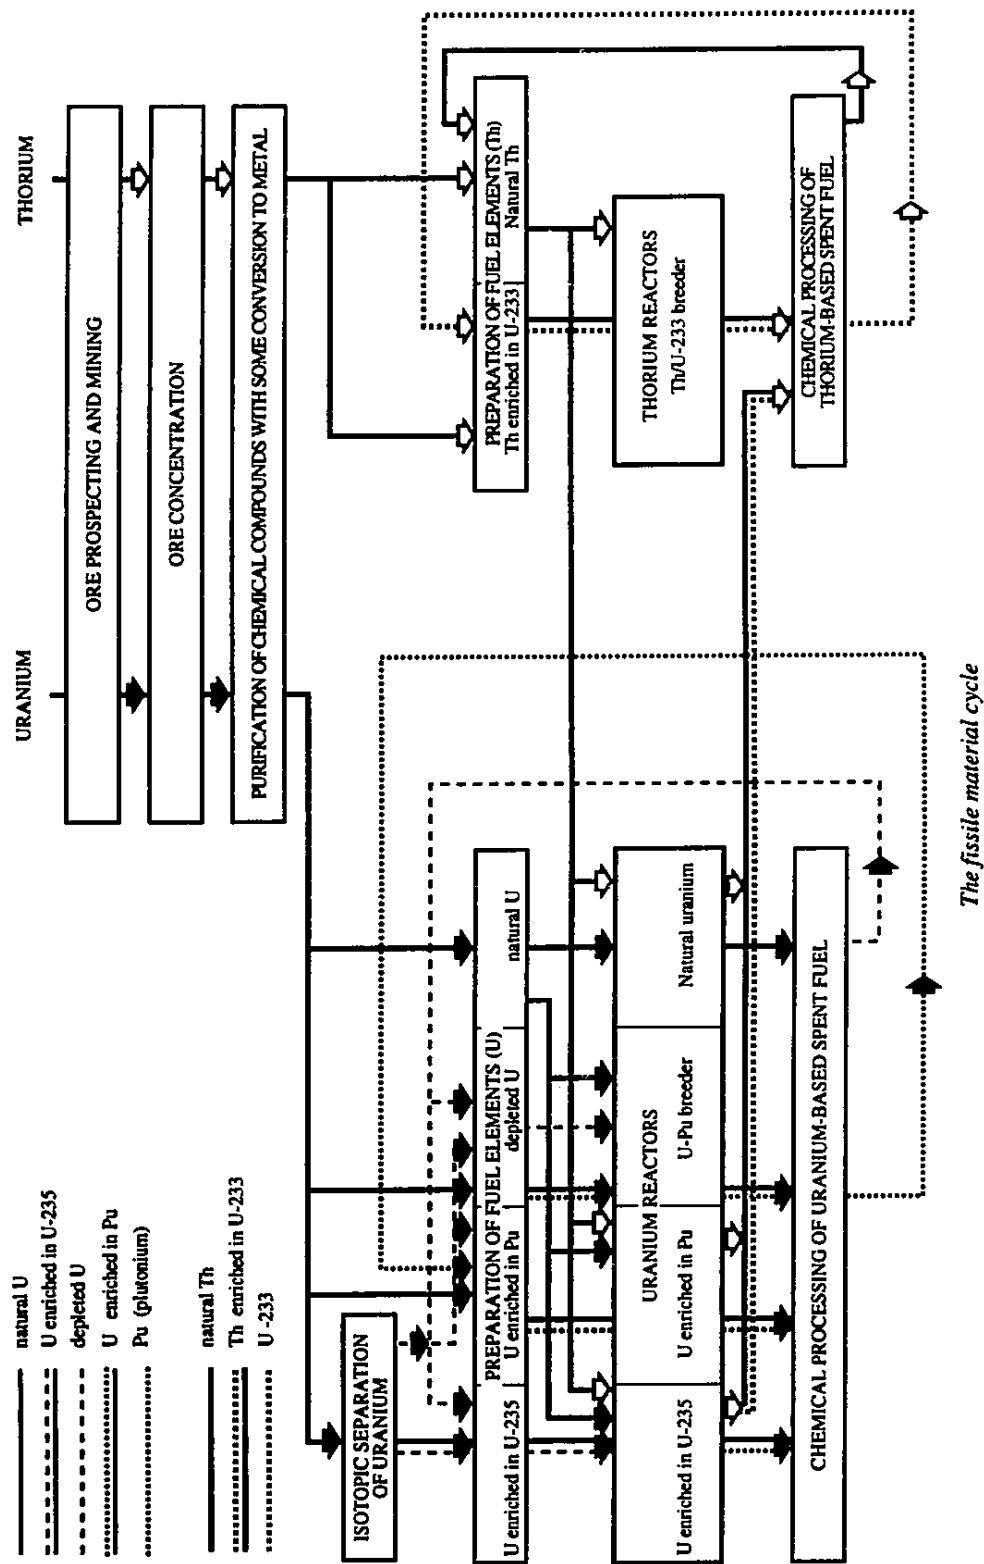 natural U
U enriched in U-235
depleted U
U enriched in Pu
Pu (plutonium)
natural Th
Th enriched in U-233
U-233
URANIUM
THORIUM
ORE PROSPECTING AND MINING
ORE CONCENTRATION
PURIFICATION OF CHEMICAL COMPOUNDS WITH SOME CONVERSION TO METAL
ISOTOPIC SEPARATION
OF URANIUM
PREPARATION OF FUEL ELEMENTS (U)
U enriched in U-235
U enriched in Pu
depleted U
natural U
PREPARATION OF FUEL ELEMENTS (Th)
Th enriched in U-233
Natural Th
URANIUM REACTORS
U enriched in U-235
U enriched in Pu
U-Pu breeder
Natural uranium
THORIUM REACTORS
Th/U-233 breeder
CHEMICAL PROCESSING OF URANIUM-BASED SPENT FUEL
CHEMICAL PROCESSING OF
THORIUM-BASED SPENT FUEL
The fissile material cycle